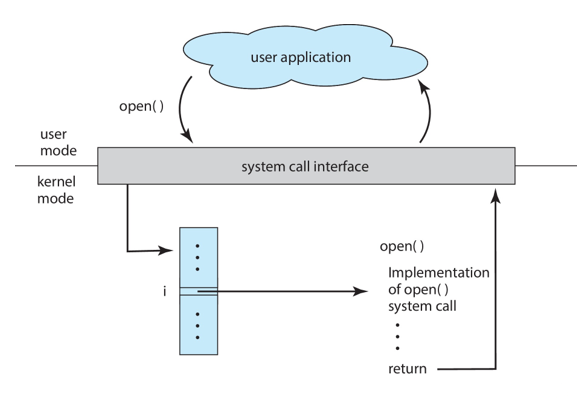 user application
open( )
user
mode
system call interface
kernel
mode
open( )
i
Implementation
of open( )
system call
return